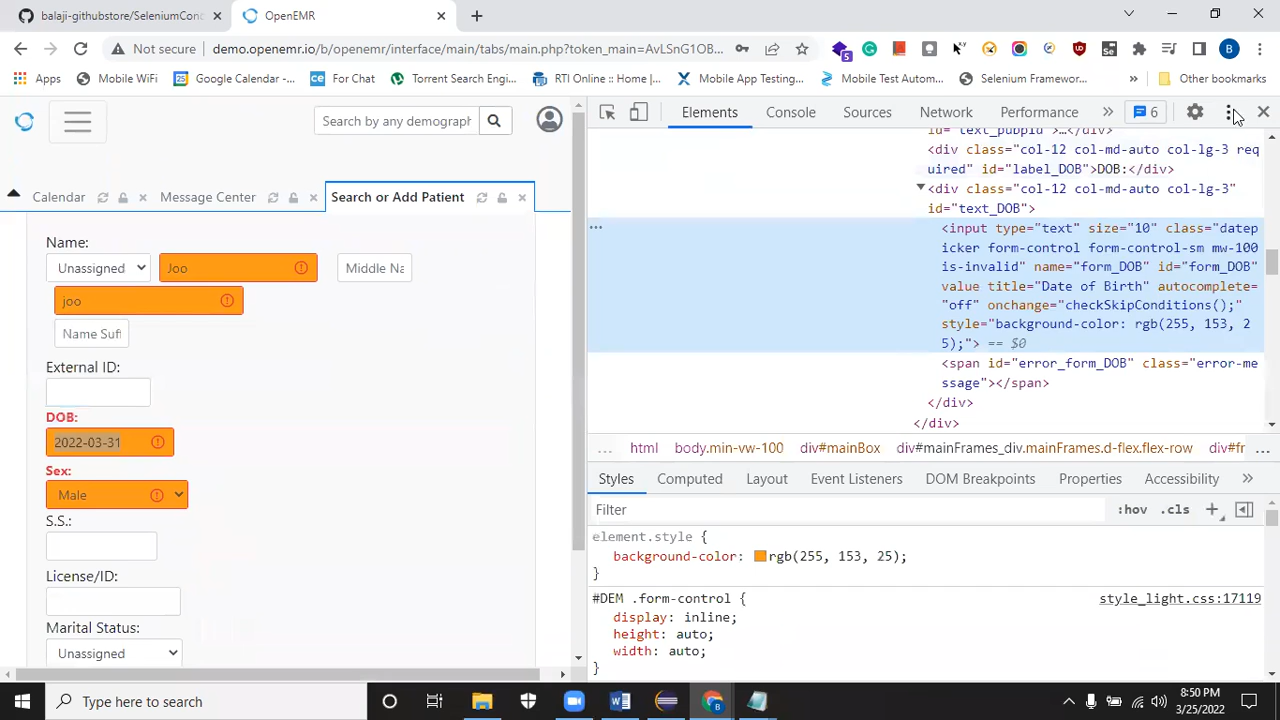 balaji-githubstore/SeleniumConc
OpenEMR
Not secure
demo.openemr.io/b/openemr/interface/main/tabs/main.php?token_main=AvLSnG1OB...
5
Se
B
Apps
Mobile WiFi
25
Google Calendar -...
Ce
For Chat
Torrent Search Engi...
RTI Online :: Home |...
Mobile App Testing...
Mobile Test Autom...
Selenium Framewor...
»
Other bookmarks
Search by any demograph
Calendar
Message Center
Search or Add Patient
Name:
Unassigned
Joo
Middle Na
joo
Name Suff
External ID:
DOB:
2022-03-31
Sex:
Male
S.S.:
License/ID:
Marital Status:
Unassigned
Elements
Console
Sources
Network
Performance
»
6
id="text_pubpid">…</div>
<div class="col-12 col-md-auto col-lg-3 req
uired" id="label_DOB">DOB:</div>
<div class="col-12 col-md-auto col-lg-3"
id="text_DOB">
... <input type="text" size="10" class="datep
icker form-control form-control-sm mw-100
is-invalid" name="form_DOB" id="form_DOB"
value title="Date of Birth" autocomplete=
"off" onchange="checkSkipConditions();"
style="background-color: rgb(255, 153, 2
5);"> == $0
<span id="error_form_DOB" class="error-me
ssage"></span>
</div>
</div>
html body.min-vw-100 div#mainBox div#mainFrames_div.mainFrames.d-flex.flex-row div#fr ...
Styles
Computed
Layout
Event Listeners
DOM Breakpoints
Properties
Accessibility
»
Filter
:hov
.cls
+
element.style {
background-color: rgb(255, 153, 25);
}
#DEM .form-control {
style_light.css:17119
display: inline;
height: auto;
width: auto;
}
Type here to search
8:50 PM
3/25/2022